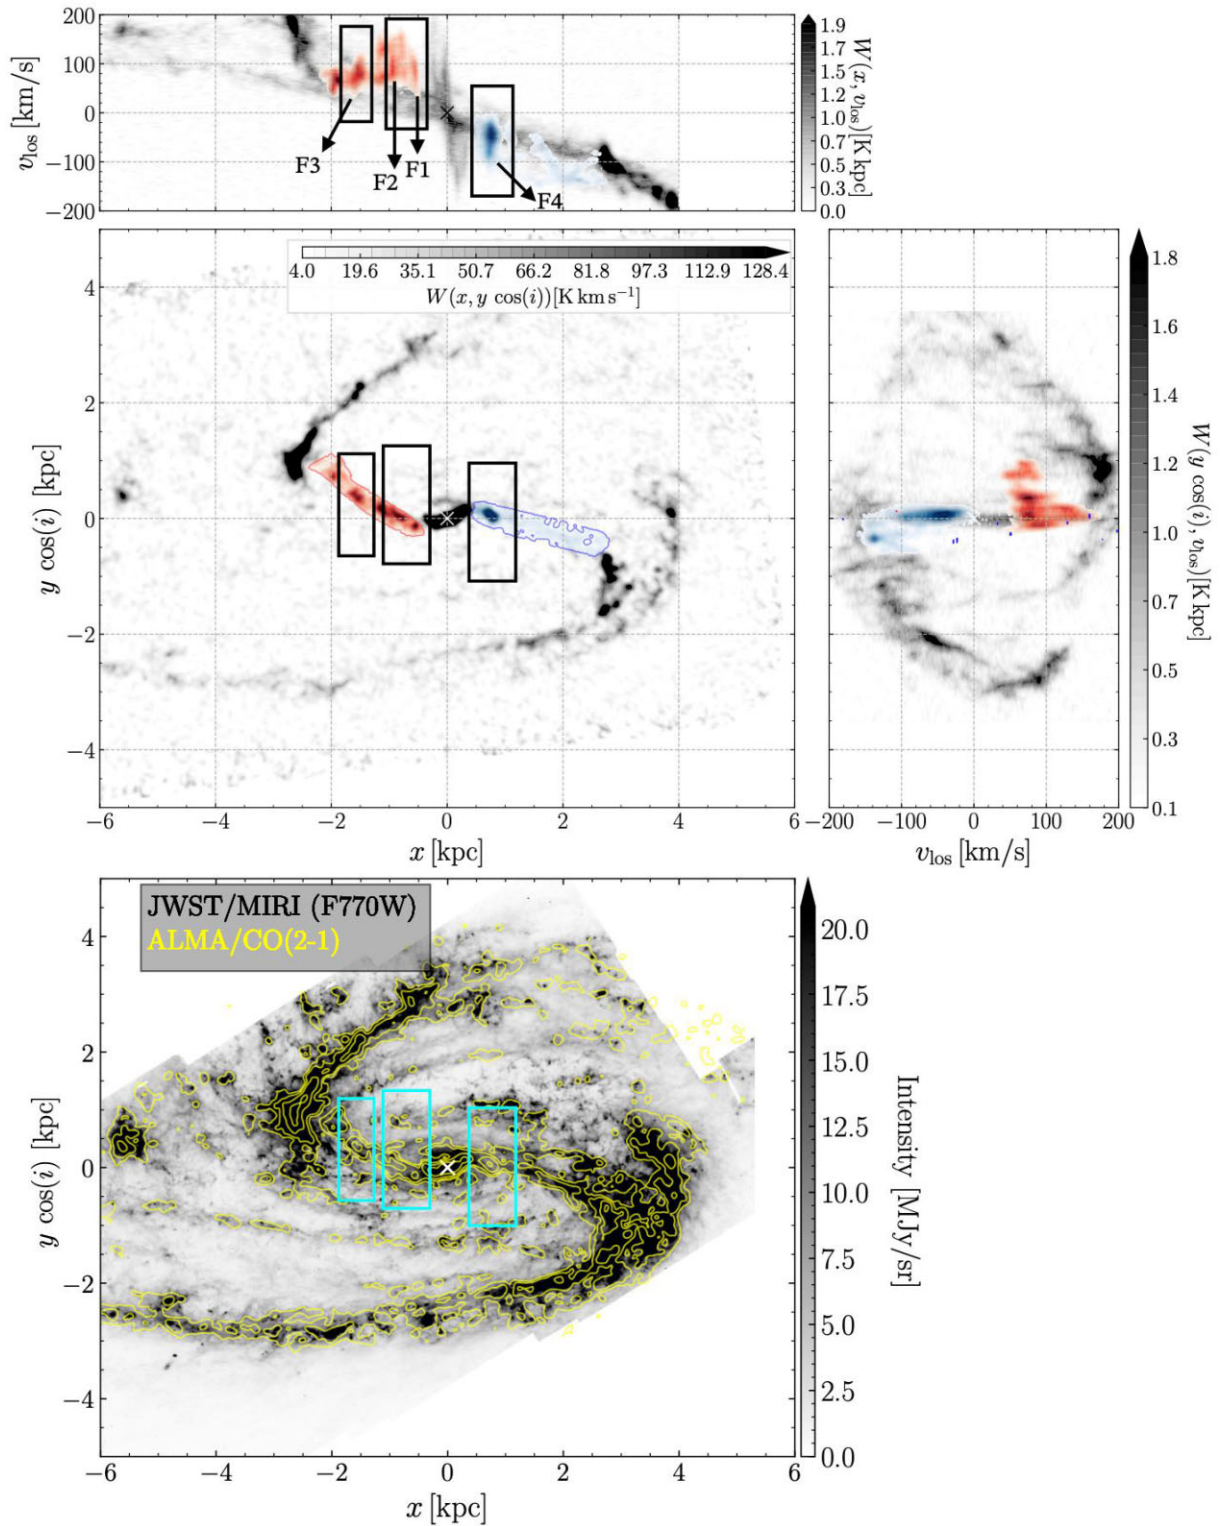 200
100
0
−100
−200
v_los [km/s]
F3
F2
F1
F4
1.9
1.7
1.5
1.2
1.0
0.8
0.5
0.3
0.0
W(x, v_los)[K kpc]
4.0 19.6 35.1 50.7 66.2 81.8 97.3 112.9 128.4
W(x, y cos(i))[K km s⁻¹]
4
2
0
−2
−4
y cos(i) [kpc]
−6 −4 −2 0 2 4 6
x [kpc]
−200 −100 0 100 200
v_los [km/s]
1.8
1.6
1.4
1.2
1.0
0.7
0.5
0.3
0.1
W(y cos(i), v_los)[K kpc]
JWST/MIRI (F770W)
ALMA/CO(2-1)
4
2
0
−2
−4
y cos(i) [kpc]
−6 −4 −2 0 2 4 6
x [kpc]
20.0
17.5
15.0
12.5
10.0
7.5
5.0
2.5
0.0
Intensity [MJy/sr]